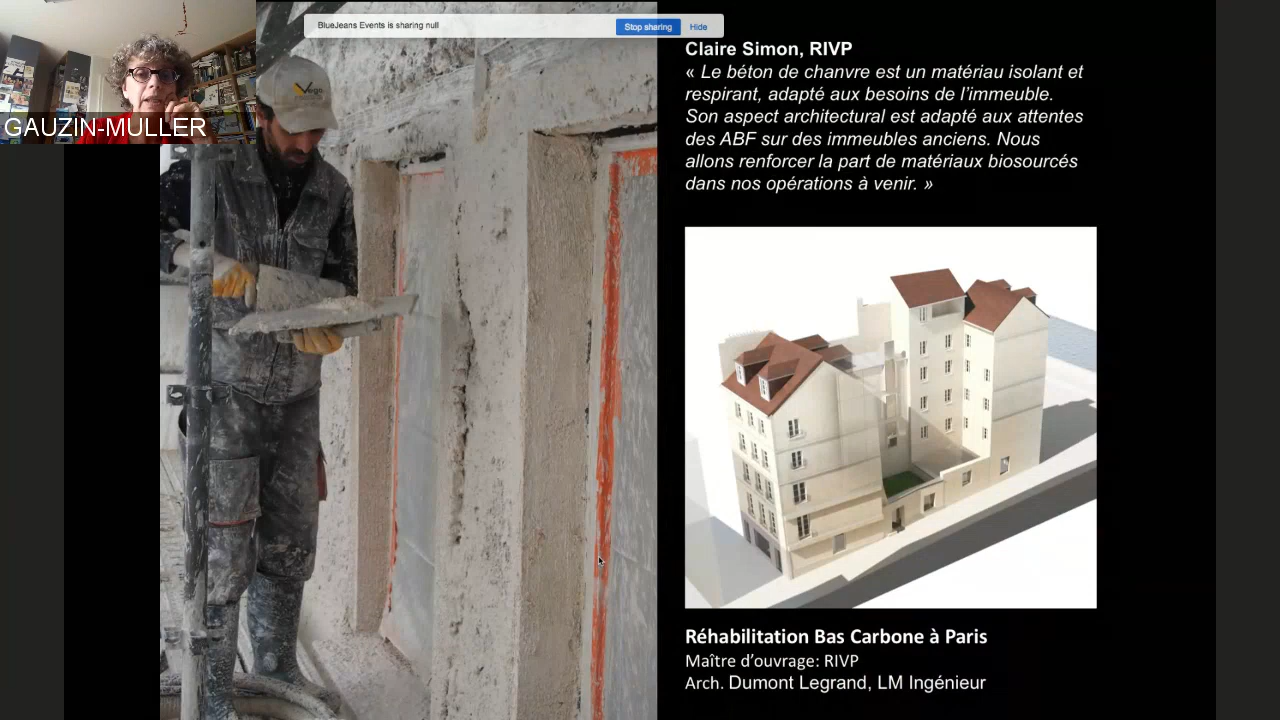 BlueJeans Events is sharing null
Stop sharing
Hide
GAUZIN-MULLER
Claire Simon, RIVP
« Le béton de chanvre est un matériau isolant et
respirant, adapté aux besoins de l’immeuble.
Son aspect architectural est adapté aux attentes
des ABF sur des immeubles anciens. Nous
allons renforcer la part de matériaux biosourcés
dans nos opérations à venir. »
Réhabilitation Bas Carbone à Paris
Maître d’ouvrage: RIVP
Arch. Dumont Legrand, LM Ingénieur